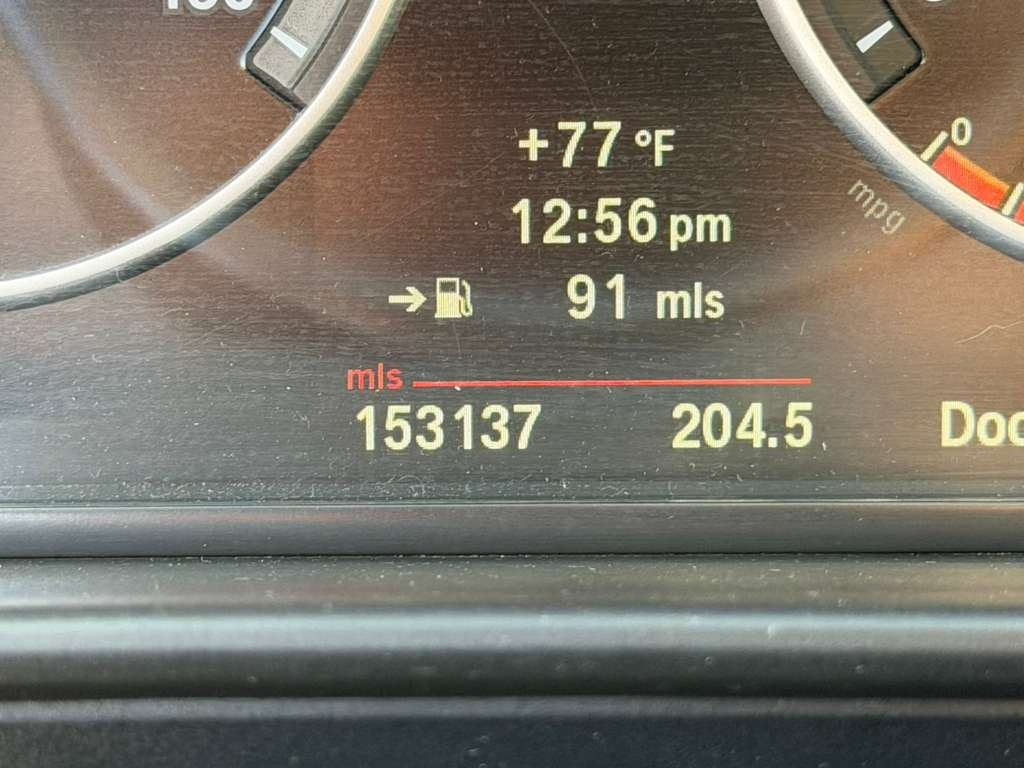 0
mpg
+77 °F
12:56 pm
→ 91 mls
mls
153137 204.5